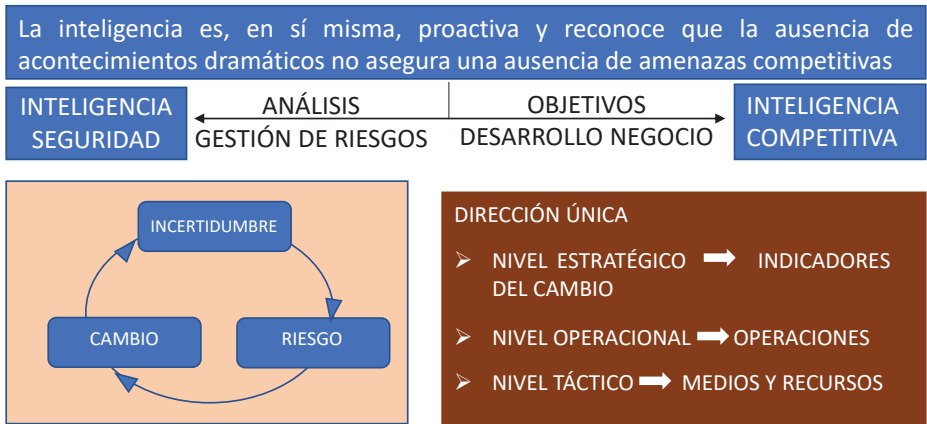 La inteligencia es, en sí misma, proactiva y reconoce que la ausencia de
acontecimientos dramáticos no asegura una ausencia de amenazas competitivas
INTELIGENCIA
SEGURIDAD
ANÁLISIS
GESTIÓN DE RIESGOS
OBJETIVOS
DESARROLLO NEGOCIO
INTELIGENCIA
COMPETITIVA
INCERTIDUMBRE
CAMBIO
RIESGO
DIRECCIÓN ÚNICA
NIVEL ESTRATÉGICO INDICADORES
DEL CAMBIO
NIVEL OPERACIONAL OPERACIONES
NIVEL TÁCTICO MEDIOS Y RECURSOS